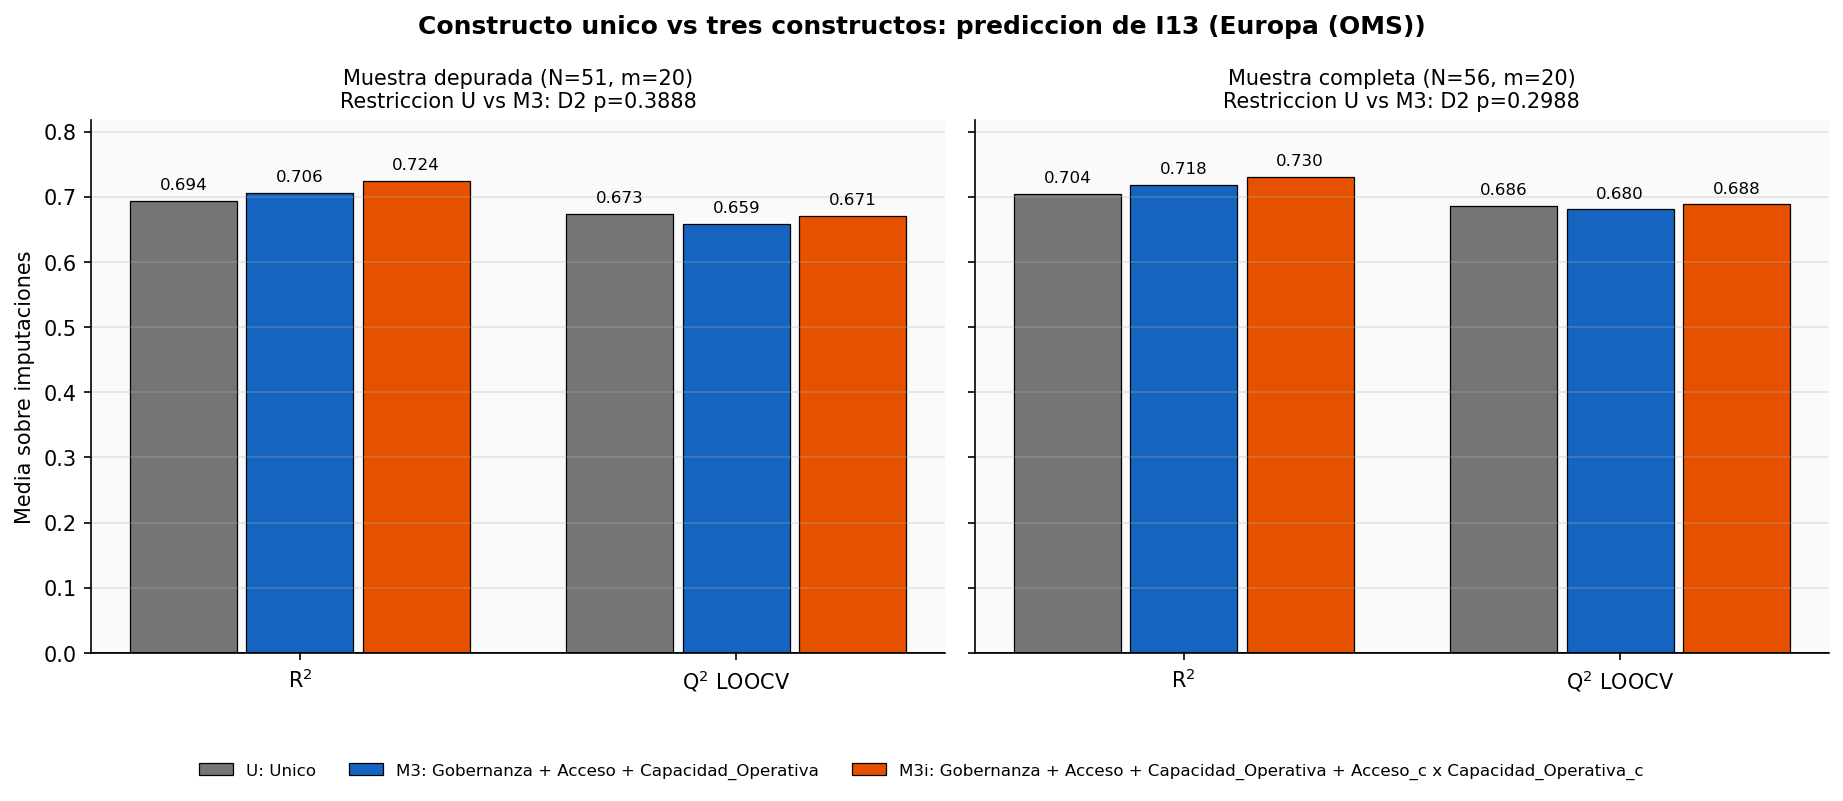 Constructo unico vs tres constructos: prediccion de I13 (Europa (OMS))
Muestra depurada (N=51, m=20)
Restriccion U vs M3: D2 p=0.3888
Media sobre imputaciones
0.8
0.7
0.6
0.5
0.4
0.3
0.2
0.1
0.0
0.694
0.706
0.724
0.673
0.659
0.671
R²
Q² LOOCV
Muestra completa (N=56, m=20)
Restriccion U vs M3: D2 p=0.2988
0.704
0.718
0.730
0.686
0.680
0.688
R²
Q² LOOCV
U: Unico
M3: Gobernanza + Acceso + Capacidad_Operativa
M3i: Gobernanza + Acceso + Capacidad_Operativa + Acceso_c x Capacidad_Operativa_c